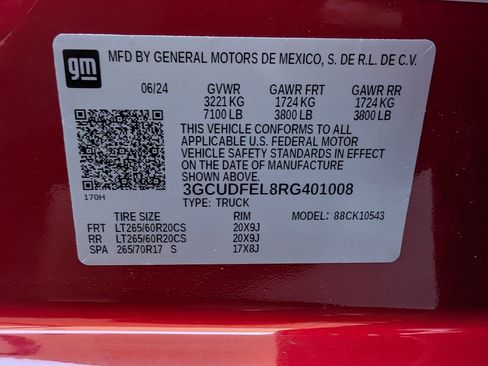 gm
MFD BY GENERAL MOTORS DE MEXICO, S. DE R.L. DE C.V.
06/24 GVWR GAWR FRT GAWR RR
3221 KG 1724 KG 1724 KG
7100 LB 3800 LB 3800 LB
THIS VEHICLE CONFORMS TO ALL
APPLICABLE U.S. FEDERAL MOTOR
VEHICLE SAFETY STANDARDS IN EFFECT
ON THE DATE OF MANUFACTURE
SHOWN ABOVE.
3GCUDFEL8RG401008
170H TYPE: TRUCK
TIRE SIZE RIM MODEL: 88CK10543
FRT LT265/60R20CS 20X9J
RR LT265/60R20CS 20X9J
SPA 265/70R17 S 17X8J